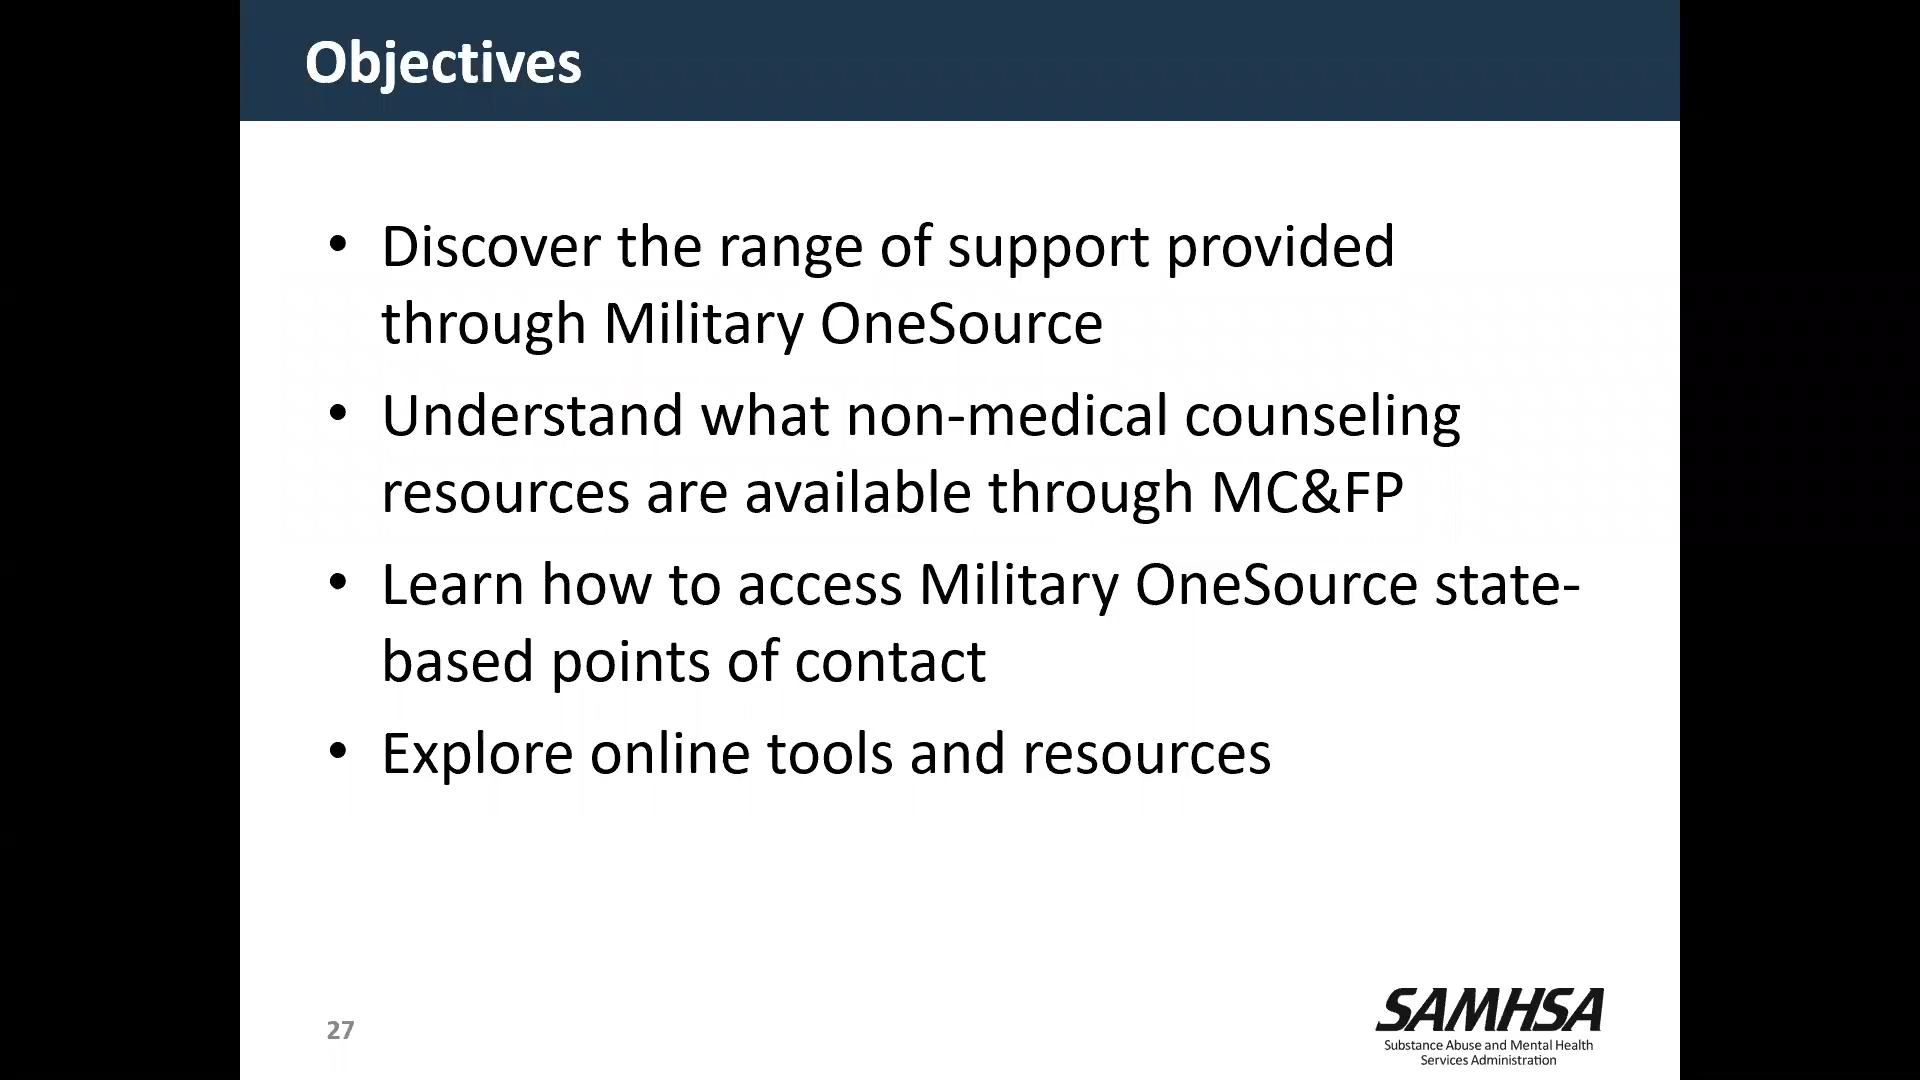 Objectives
• Discover the range of support provided
through Military OneSource
• Understand what non-medical counseling
resources are available through MC&FP
• Learn how to access Military OneSource state-
based points of contact
• Explore online tools and resources
27
SAMHSA
Substance Abuse and Mental Health
Services Administration